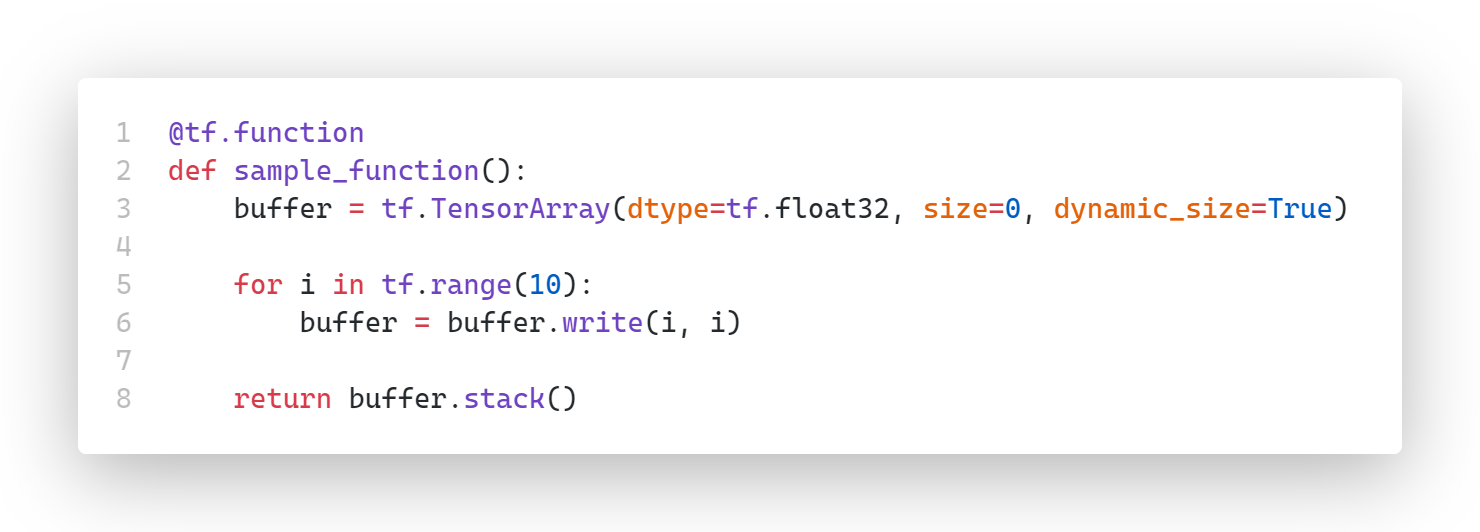 1 @tf.function
2 def sample_function():
3     buffer = tf.TensorArray(dtype=tf.float32, size=0, dynamic_size=True)
4
5     for i in tf.range(10):
6         buffer = buffer.write(i, i)
7
8     return buffer.stack()